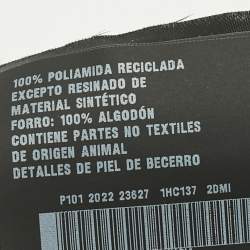 100% POLIAMIDA RECICLADA
EXCEPTO RESINADO DE
MATERIAL SINTÉTICO
FORRO: 100% ALGODÓN
CONTIENE PARTES NO TEXTILES
DE ORIGEN ANIMAL
DETALLES DE PIEL DE BECERRO
P101 2022 23627 1HC137 2DMI